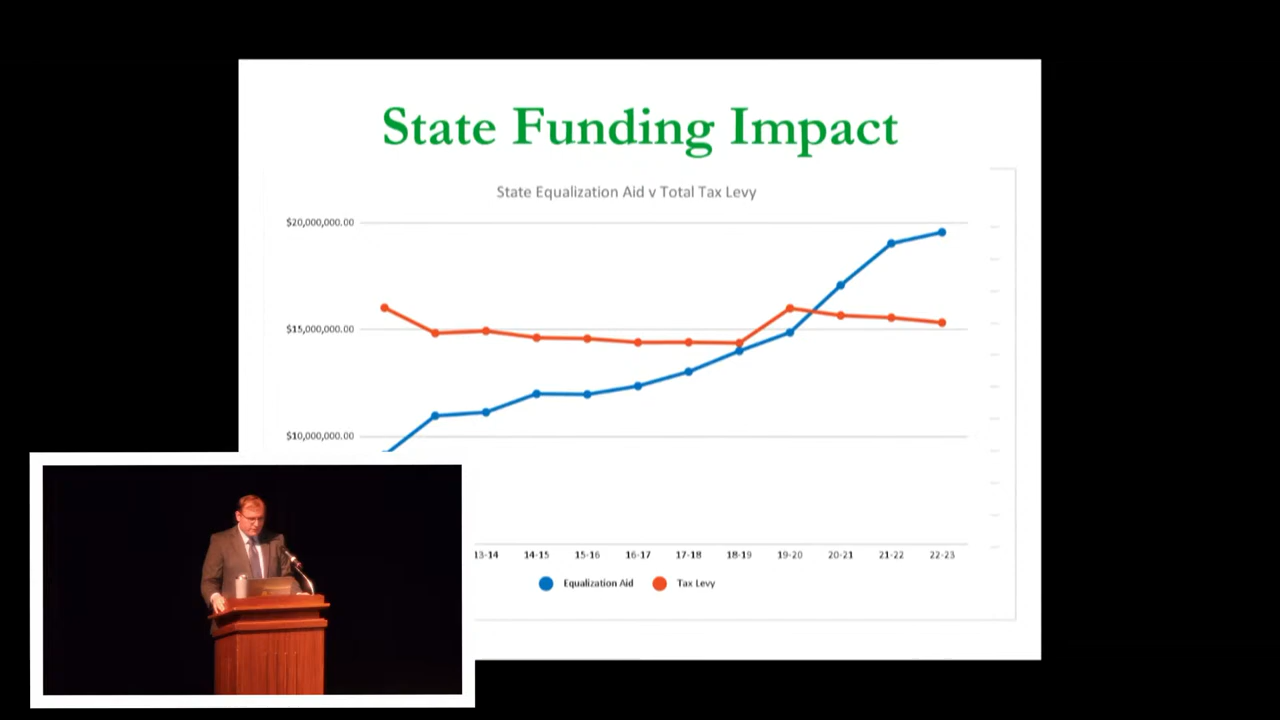 State Funding Impact
State Equalization Aid v Total Tax Levy
$20,000,000.00
$15,000,000.00
$10,000,000.00
13-14 14-15 15-16 16-17 17-18 18-19 19-20 20-21 21-22 22-23
Equalization Aid Tax Levy